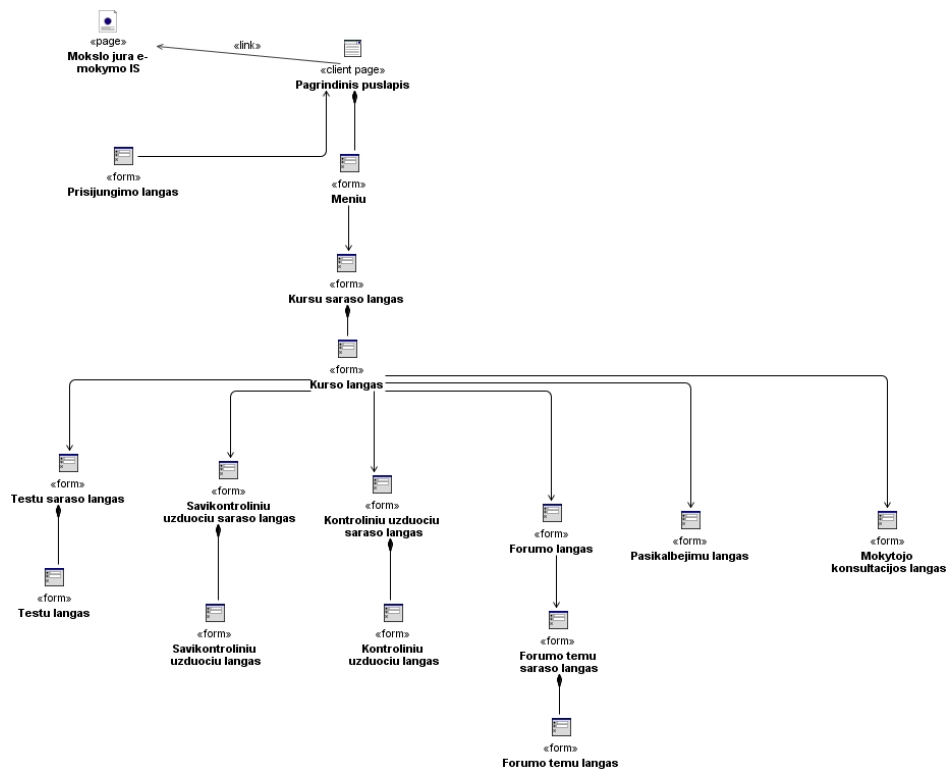 «page»
Mokslo jura e-
mokymo IS
«link»
«client page»
Pagrindinis puslapis
«form»
Prisijungimo langas
«form»
Meniu
«form»
Kursu saraso langas
«form»
Kurso langas
«form»
Testu saraso langas
«form»
Savikontroliniu
uzduociu saraso langas
«form»
Kontroliniu uzduociu
saraso langas
«form»
Forumo langas
«form»
Pasikalbejimu langas
«form»
Mokytojo
konsultacijos langas
«form»
Testu langas
«form»
Savikontroliniu
uzduociu langas
«form»
Kontroliniu
uzduociu langas
«form»
Forumo temu
saraso langas
«form»
Forumo temu langas